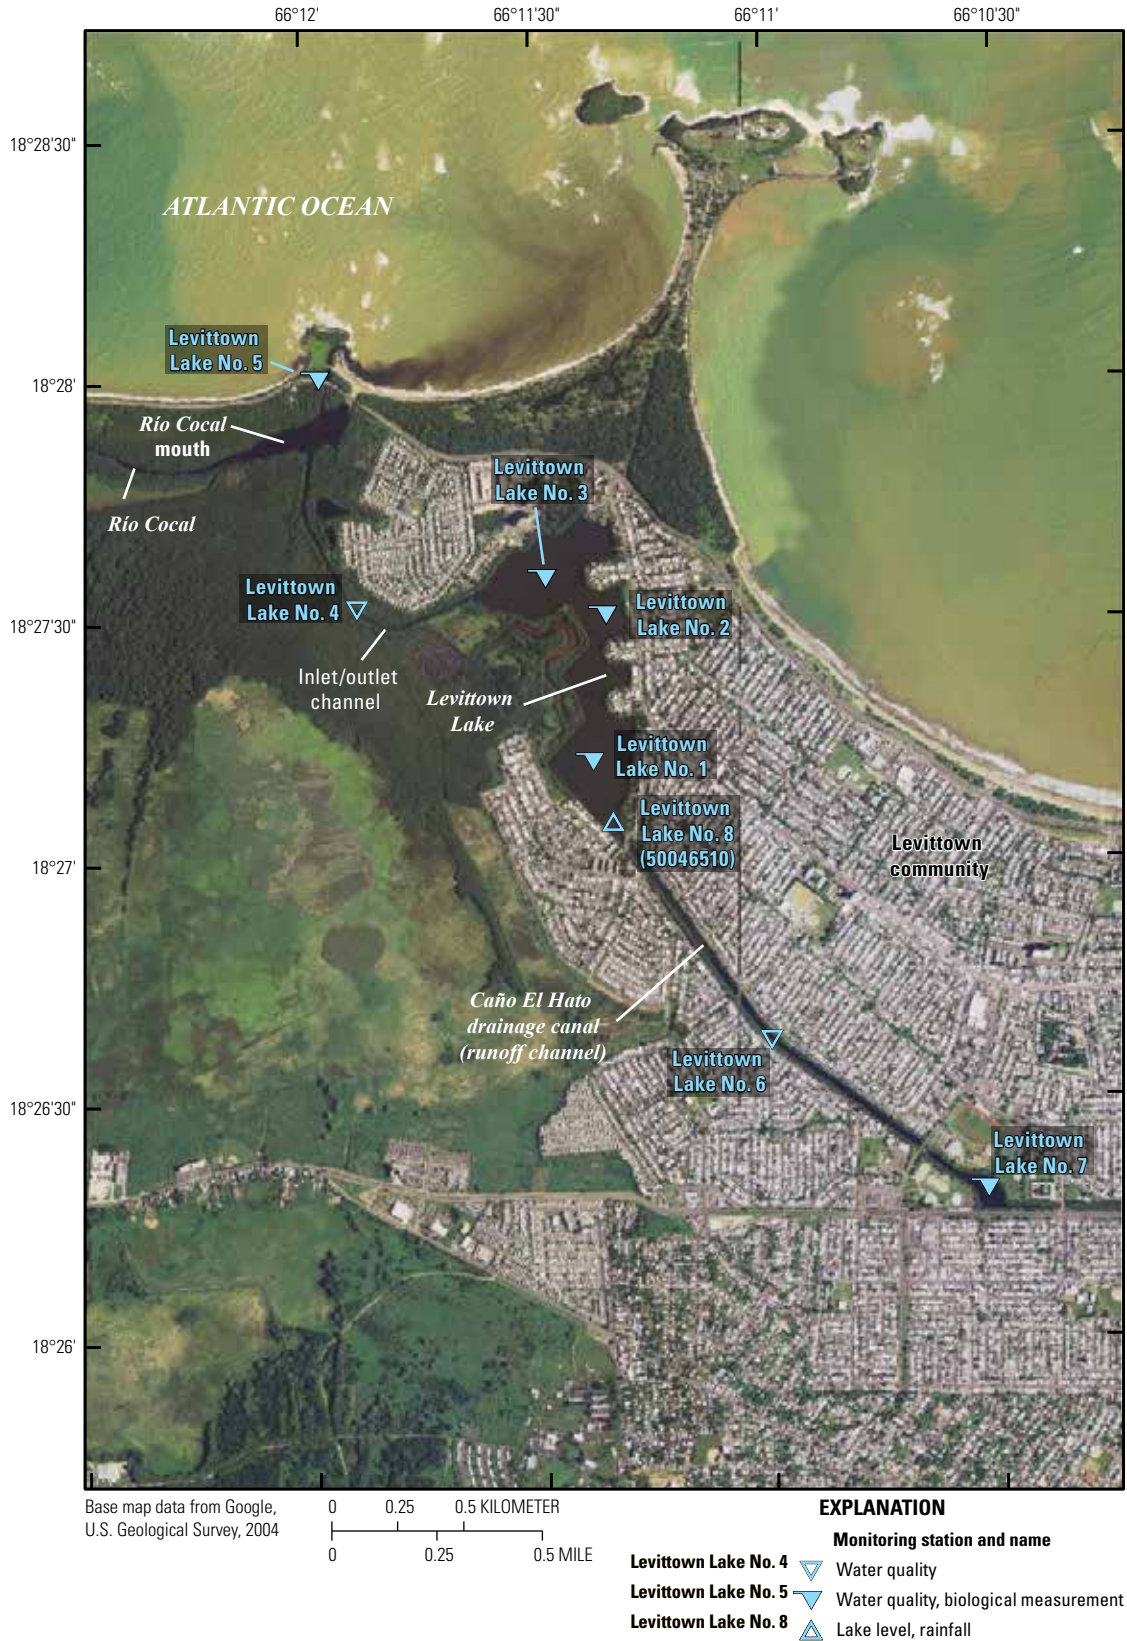 66°12'
66°11'30"
66°11'
66°10'30"
18°28'30"
ATLANTIC OCEAN
Levittown
Lake No. 5
18°28'
Río Cocal
mouth
Levittown
Lake No. 3
Río Cocal
Levittown
Lake No. 4
Levittown
Lake No. 2
18°27'30"
Inlet/outlet
channel
Levittown
Lake
Levittown
Lake No. 1
Levittown
Lake No. 8
(50046510)
Levittown
community
18°27'
Caño El Hato
drainage canal
(runoff channel)
Levittown
Lake No. 6
18°26'30"
Levittown
Lake No. 7
18°26'
Base map data from Google,
U.S. Geological Survey, 2004
0 0.25 0.5 KILOMETER
0 0.25 0.5 MILE
EXPLANATION
Monitoring station and name
Levittown Lake No. 4 Water quality
Levittown Lake No. 5 Water quality, biological measurement
Levittown Lake No. 8 Lake level, rainfall